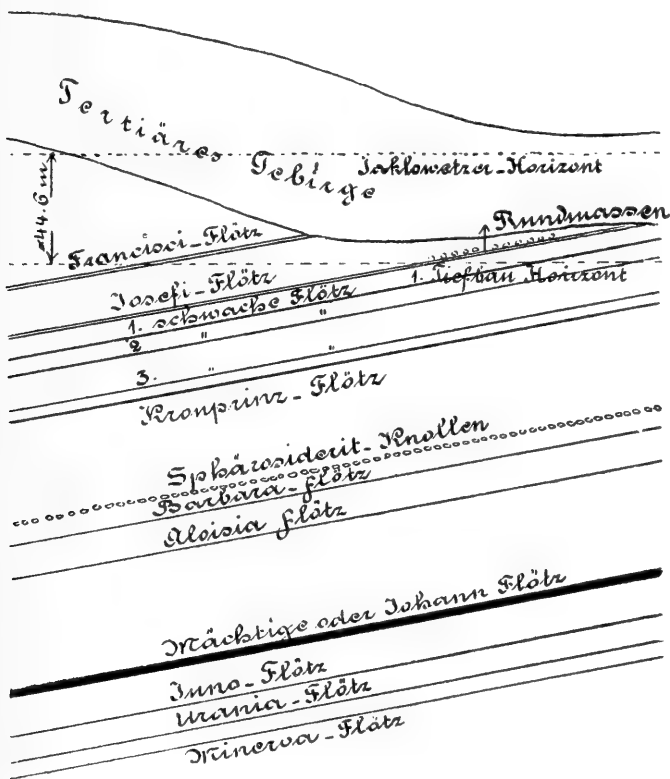 Tertiäres Gebirge
Jaklowetzer-Horizont
44.6 m
Rundmassen
Francisci-Flötz
1. Tiefbau Horizont
Josefi-Flötz
1. schwache Flötz
2 " "
3. " "
Kronprinz-Flötz
Sphärosiderit-Knollen
Barbara-Flötz
Aloisia Flötz
Mächtige oder Johann Flötz
Juno-Flötz
Urania-Flötz
Minerva-Flötz